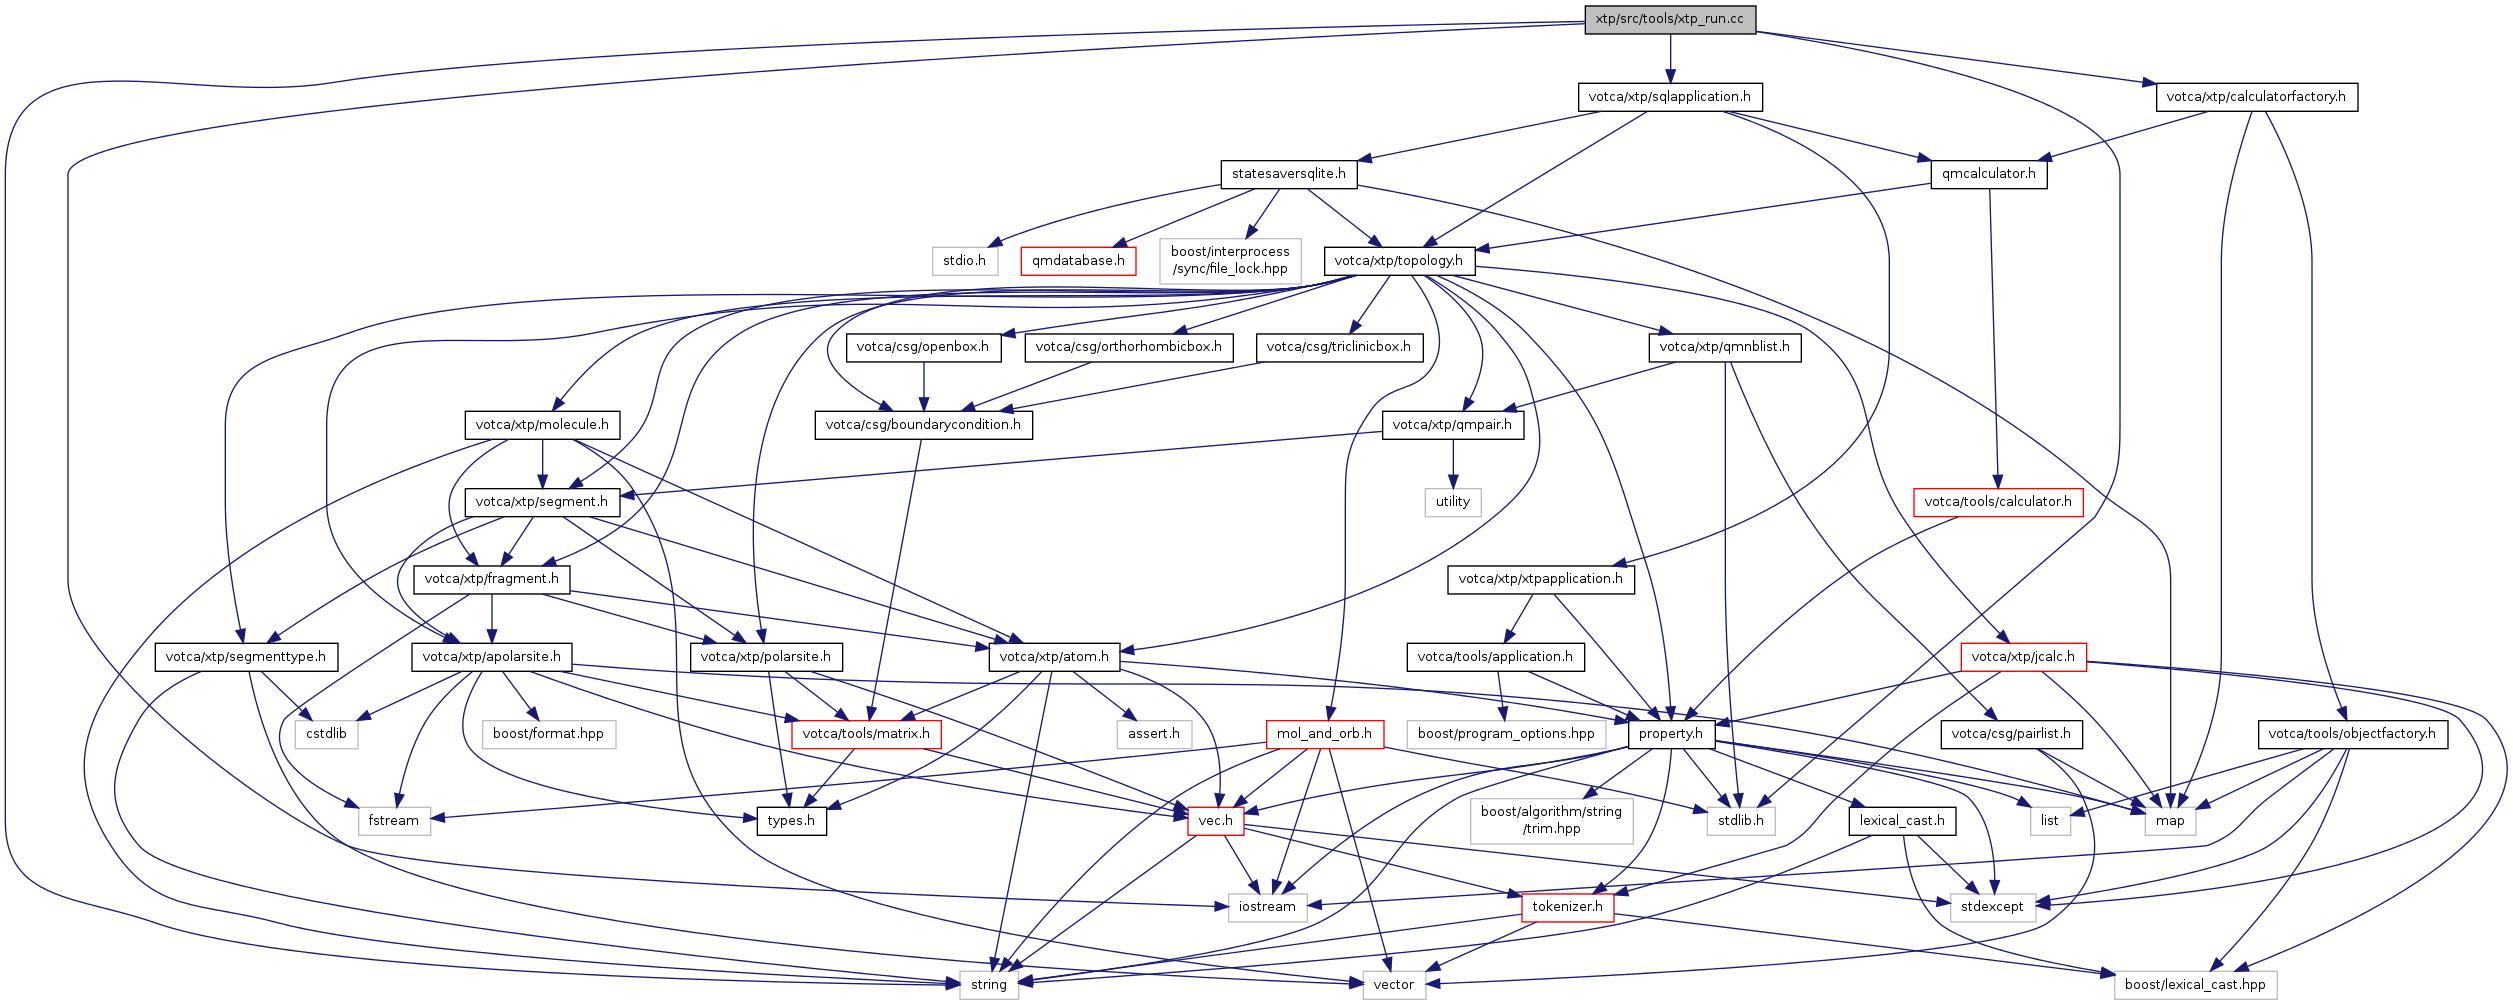 xtp/src/tools/xtp_run.cc
votca/xtp/sqlapplication.h
votca/xtp/calculatorfactory.h
statesaversqlite.h
qmcalculator.h
stdio.h
qmdatabase.h
boost/interprocess
/sync/file_lock.hpp
votca/xtp/topology.h
votca/csg/openbox.h
votca/csg/orthorhombicbox.h
votca/csg/triclinicbox.h
votca/xtp/qmnblist.h
votca/xtp/molecule.h
votca/csg/boundarycondition.h
votca/xtp/qmpair.h
votca/xtp/segment.h
utility
votca/tools/calculator.h
votca/xtp/fragment.h
votca/xtp/xtpapplication.h
votca/xtp/segmenttype.h
votca/xtp/apolarsite.h
votca/xtp/polarsite.h
votca/xtp/atom.h
votca/tools/application.h
votca/xtp/jcalc.h
cstdlib
boost/format.hpp
votca/tools/matrix.h
assert.h
mol_and_orb.h
boost/program_options.hpp
property.h
votca/csg/pairlist.h
votca/tools/objectfactory.h
fstream
types.h
vec.h
boost/algorithm/string
/trim.hpp
stdlib.h
lexical_cast.h
list
map
iostream
tokenizer.h
stdexcept
string
vector
boost/lexical_cast.hpp